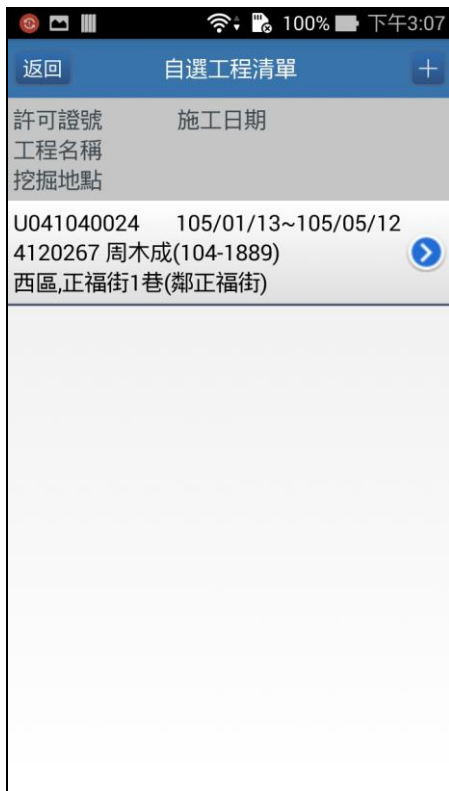 100% 下午3:07
返回 自選工程清單 +
許可證號 施工日期
工程名稱
挖掘地點
U041040024 105/01/13~105/05/12
4120267 周木成(104-1889)
西區,正福街1巷(鄰正福街)